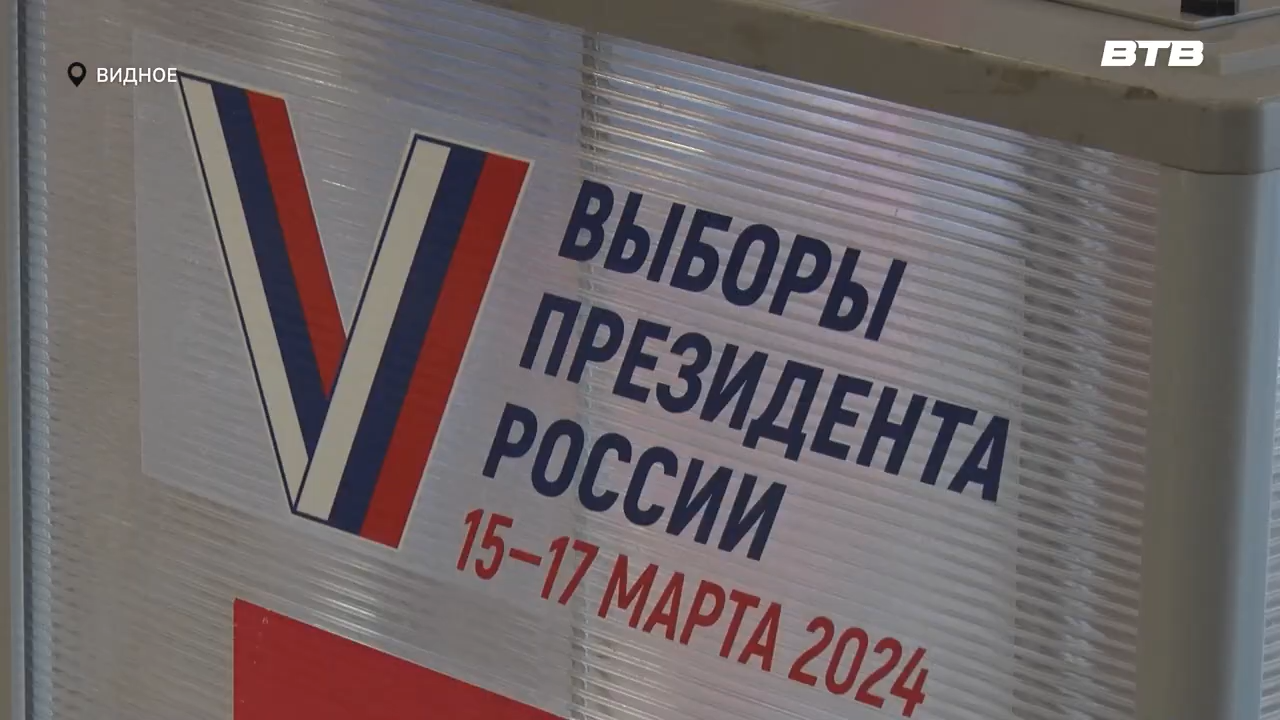 ВИДНОЕ
ВТВ
ВЫБОРЫ
ПРЕЗИДЕНТА
РОССИИ
15–17 МАРТА 2024